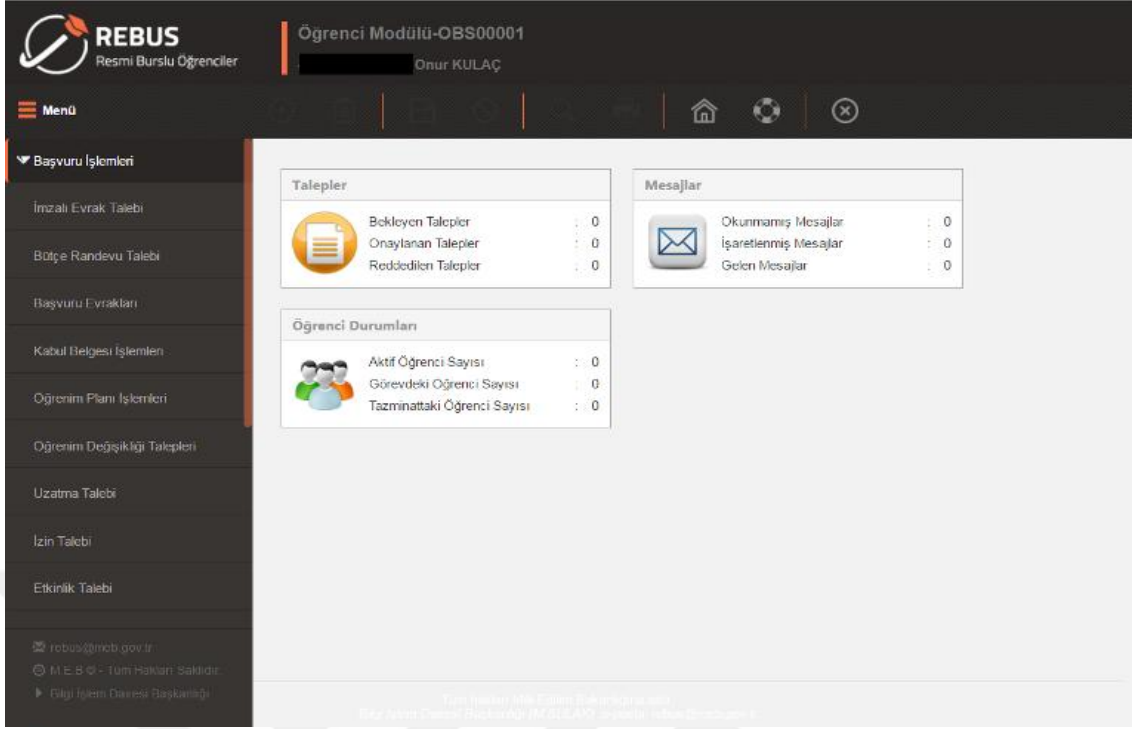 REBUS
Resmi Burslu Öğrenciler
Öğrenci Modülü-OBS00001
Onur KULAÇ
Menü
Başvuru İşlemleri
İmzalı Evrak Talebi
Bütçe Randevu Talebi
Başvuru Evrakları
Kabul Belgesi İşlemleri
Öğrenim Planı İşlemleri
Öğrenim Değişikliği Talepleri
Uzatma Talebi
İzin Talebi
Etkinlik Talebi
rebus@meb.gov.tr
M.E.B © - Tüm Hakları Saklıdır.
Bilgi İşlem Dairesi Başkanlığı
Talepler
Bekleyen Talepler : 0
Onaylanan Talepler : 0
Reddedilen Talepler : 0
Mesajlar
Okunmamış Mesajlar : 0
İşaretlenmiş Mesajlar : 0
Gelen Mesajlar : 0
Öğrenci Durumları
Aktif Öğrenci Sayısı : 0
Görevdeki Öğrenci Sayısı : 0
Tazminattaki Öğrenci Sayısı : 0